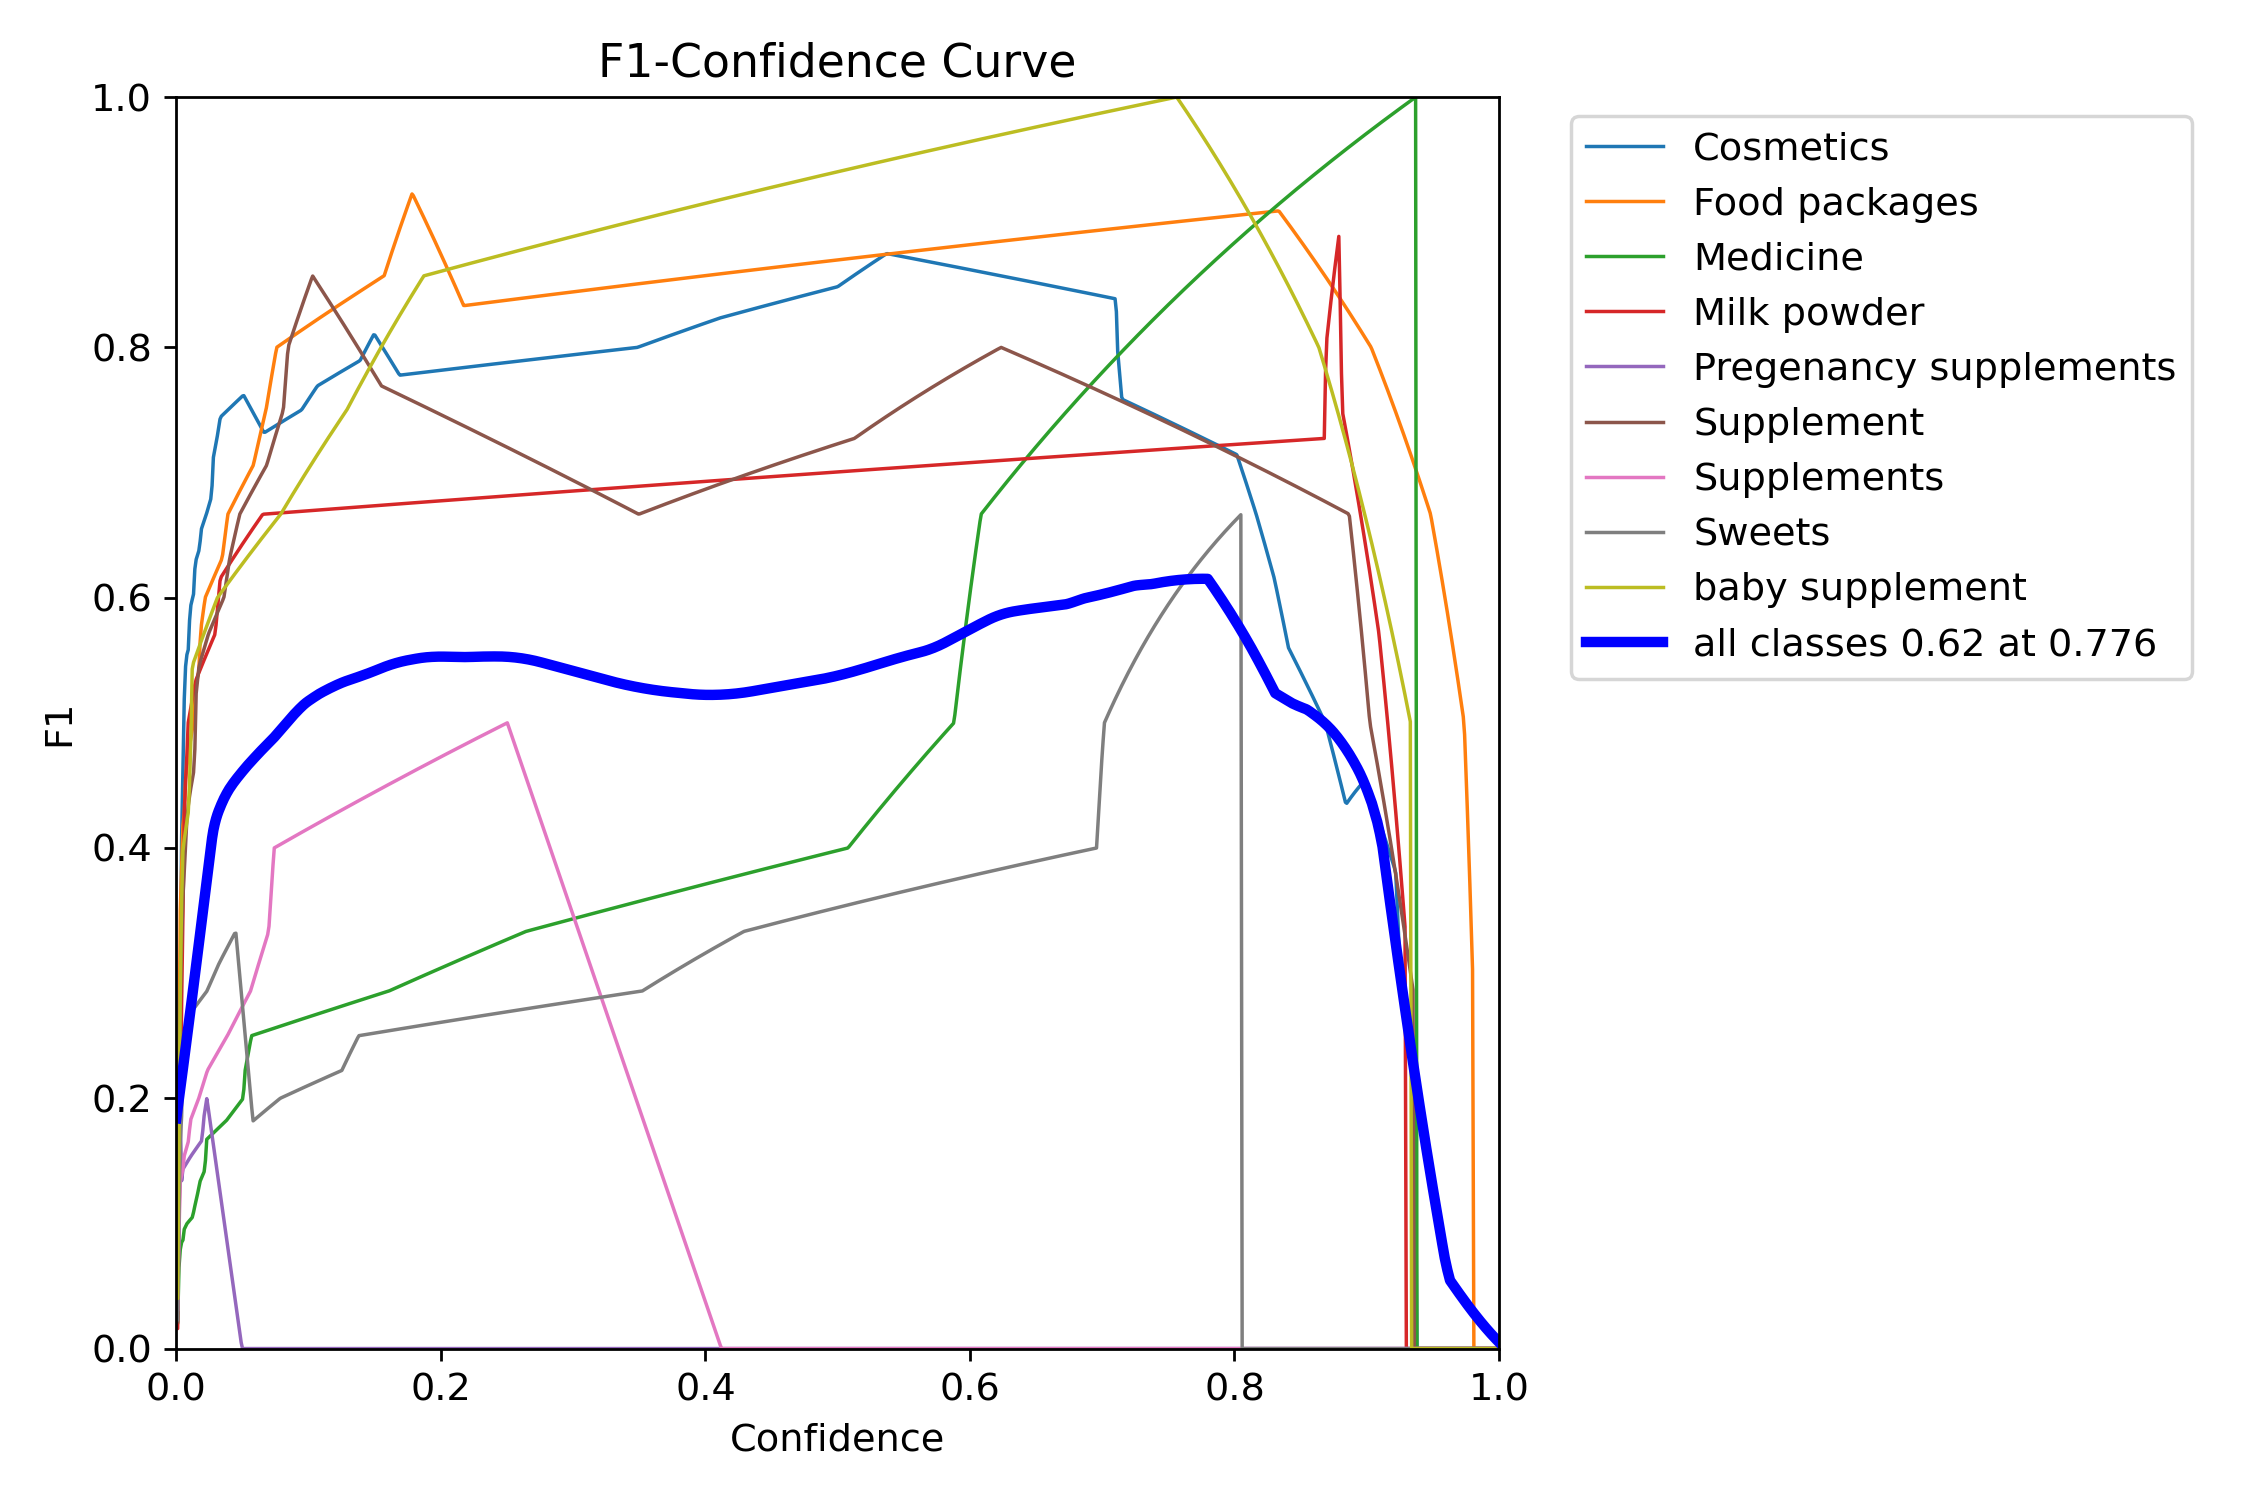 F1-Confidence Curve
1.0
0.8
0.6
0.4
0.2
0.0
F1
0.0 0.2 0.4 0.6 0.8 1.0
Confidence
Cosmetics
Food packages
Medicine
Milk powder
Pregenancy supplements
Supplement
Supplements
Sweets
baby supplement
all classes 0.62 at 0.776